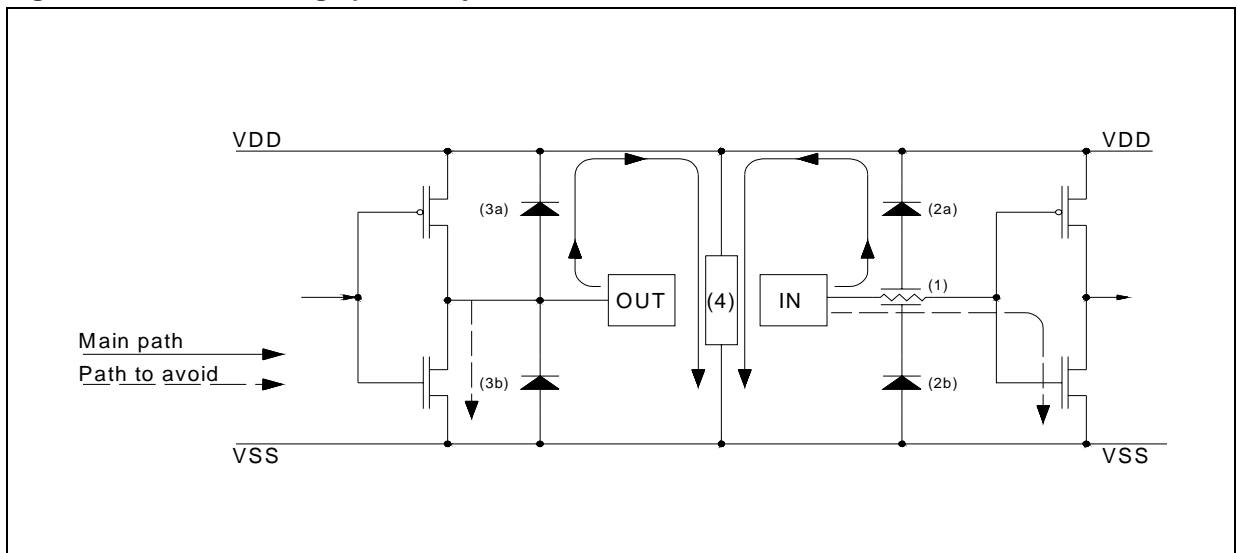 VDD
VDD
(3a)
(2a)
OUT
(4)
IN
(1)
Main path
Path to avoid
(3b)
(2b)
VSS
VSS